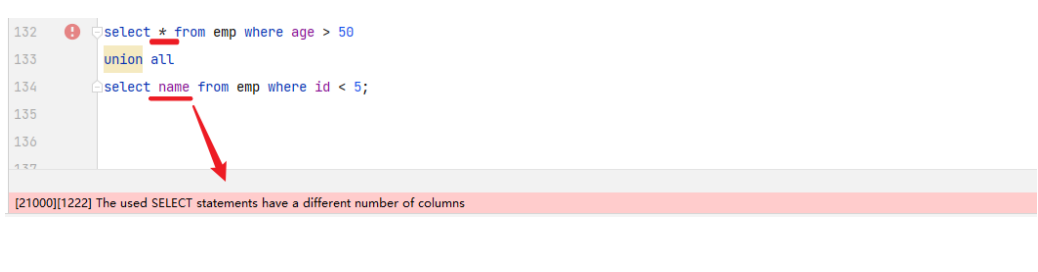 132 select * from emp where age > 50
133 union all
134 select name from emp where id < 5;
135
136
137
[21000][1222] The used SELECT statements have a different number of columns